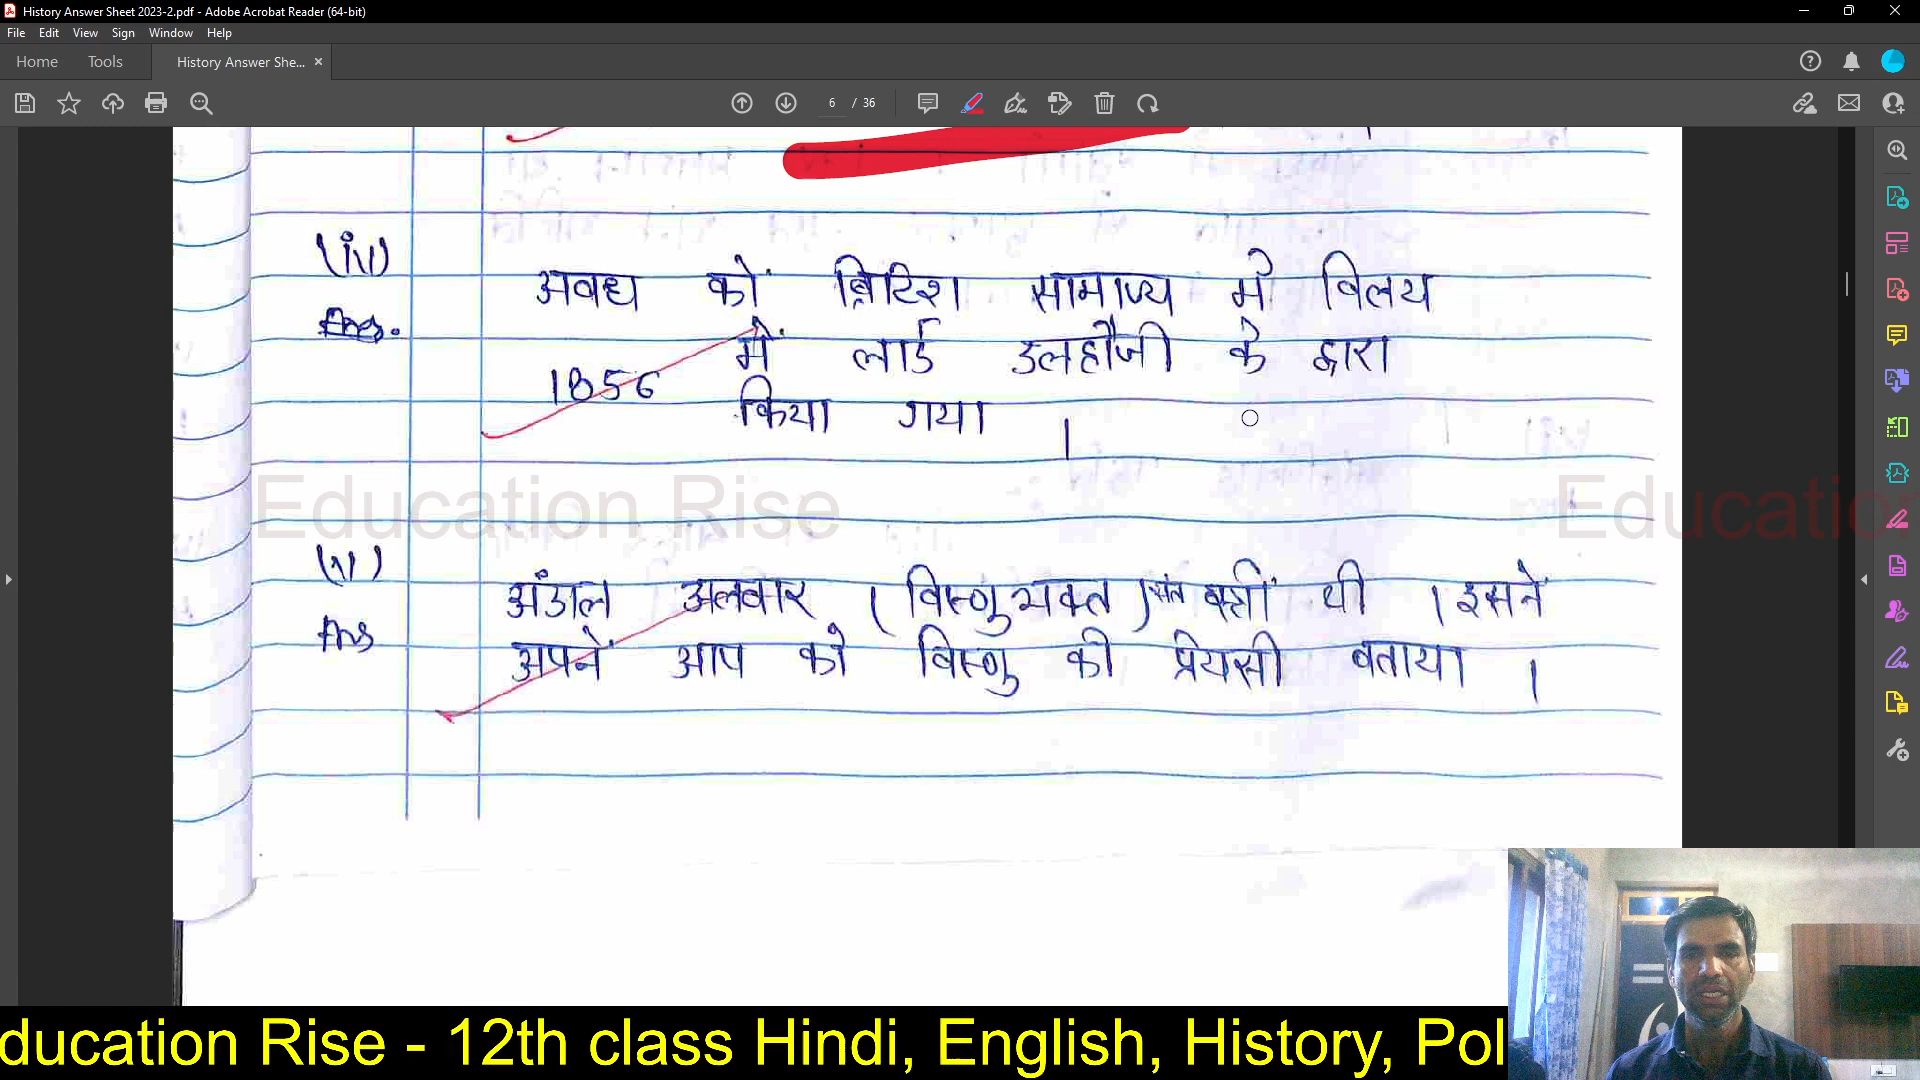 History Answer Sheet 2023-2.pdf - Adobe Acrobat Reader (64-bit)
File Edit View Sign Window Help
Home Tools History Answer She... ×
6 / 36
(iv)
अवध को ब्रिटिश सामाज्य में विलय
Ans.
1856 में लार्ड डलहौजी के द्वारा
किया गया ।
Education Rise Educatio
(v)
अंडाल अलवार (विष्णु भक्त) संत स्त्री थी । इसने
Ans
अपने आप को विष्णु की प्रेयसी बताया ।
ducation Rise - 12th class Hindi, English, History, Pol